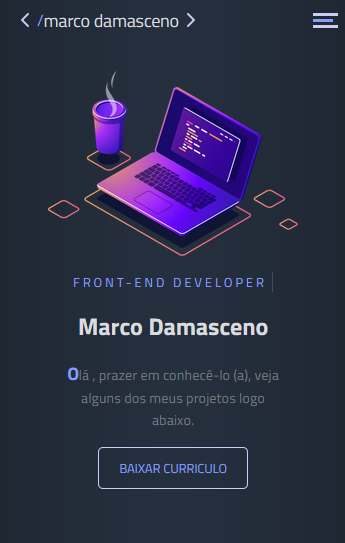 < /marco damasceno >
FRONT-END DEVELOPER
Marco Damasceno
Olá , prazer em conhecê-lo (a), veja
alguns dos meus projetos logo
abaixo.
BAIXAR CURRICULO